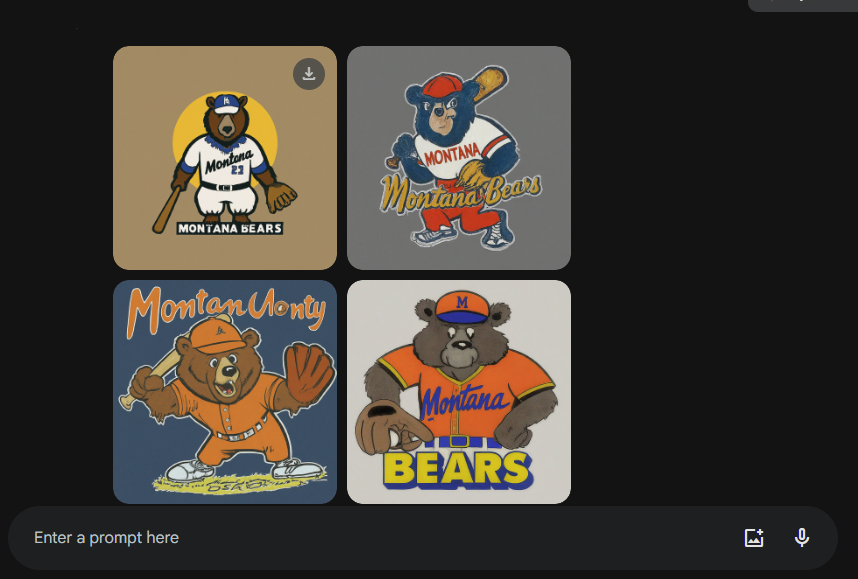 Montana
23
MONTANA BEARS
MONTANA
Montana Bears
Montan Uonty
M
Montana
BEARS
Enter a prompt here